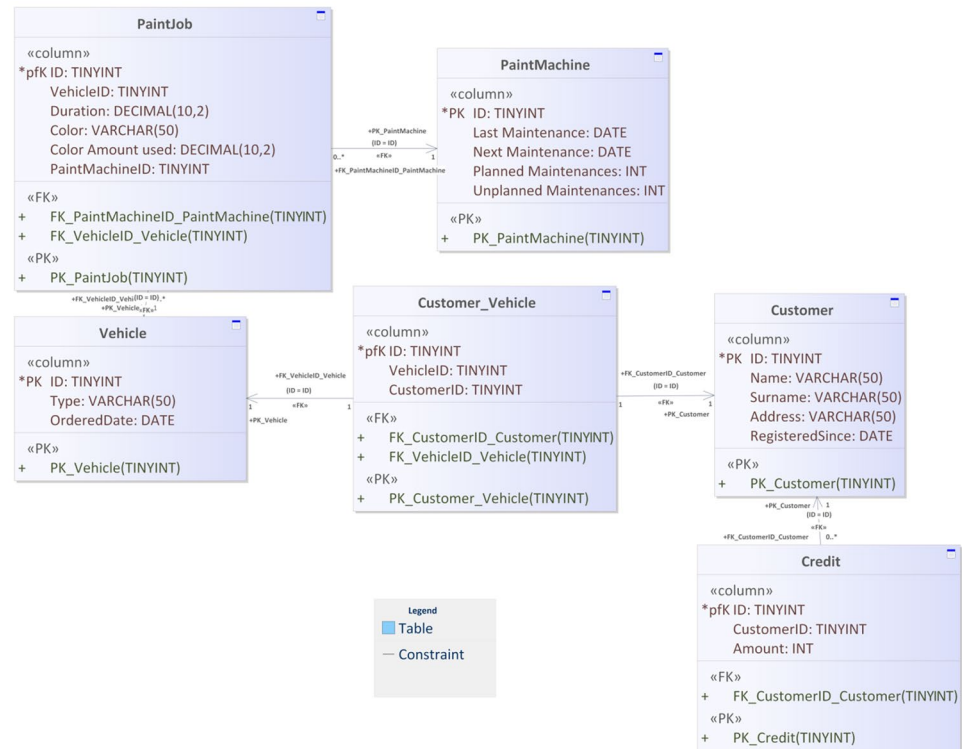 PaintJob
«column»
*pfK ID: TINYINT
VehicleID: TINYINT
Duration: DECIMAL(10,2)
Color: VARCHAR(50)
Color Amount used: DECIMAL(10,2)
PaintMachineID: TINYINT
«FK»
+ FK_PaintMachineID_PaintMachine(TINYINT)
+ FK_VehicleID_Vehicle(TINYINT)
«PK»
+ PK_PaintJob(TINYINT)
+PK_PaintMachine
(ID = ID)
0..* «FK» 1
+FK_PaintMachineID_PaintMachine
PaintMachine
«column»
*PK ID: TINYINT
Last Maintenance: DATE
Next Maintenance: DATE
Planned Maintenances: INT
Unplanned Maintenances: INT
«PK»
+ PK_PaintMachine(TINYINT)
+FK_VehicleID_Vehi(ID = ID)..*
+PK_Vehicle «FK» 1
Vehicle
«column»
*PK ID: TINYINT
Type: VARCHAR(50)
OrderedDate: DATE
«PK»
+ PK_Vehicle(TINYINT)
+FK_VehicleID_Vehicle
(ID = ID)
1 «FK» 1
+PK_Vehicle
Customer_Vehicle
«column»
*pfK ID: TINYINT
VehicleID: TINYINT
CustomerID: TINYINT
«FK»
+ FK_CustomerID_Customer(TINYINT)
+ FK_VehicleID_Vehicle(TINYINT)
«PK»
+ PK_Customer_Vehicle(TINYINT)
+FK_CustomerID_Customer
(ID = ID)
1 «FK» 1
+PK_Customer
Customer
«column»
*PK ID: TINYINT
Name: VARCHAR(50)
Surname: VARCHAR(50)
Address: VARCHAR(50)
RegisteredSince: DATE
«PK»
+ PK_Customer(TINYINT)
+PK_Customer 1
(ID = ID)
«FK»
+FK_CustomerID_Customer 0..*
Credit
«column»
*pfK ID: TINYINT
CustomerID: TINYINT
Amount: INT
«FK»
+ FK_CustomerID_Customer(TINYINT)
«PK»
+ PK_Credit(TINYINT)
Legend
Table
Constraint